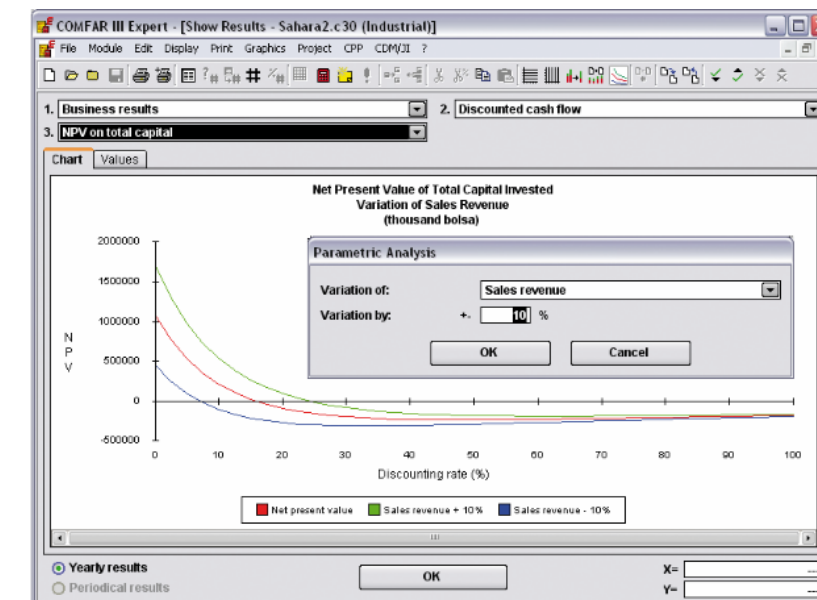 COMFAR III Expert - [Show Results - Sahara2.c30 (Industrial)]
File Module Edit Display Print Graphics Project CPP CDM/JI ?
1. Business results 2. Discounted cash flow
3. NPV on total capital
Chart Values
Net Present Value of Total Capital Invested
Variation of Sales Revenue
(thousand bolsa)
Parametric Analysis
Variation of: Sales revenue
Variation by: +- 10 %
OK Cancel
NPV
2000000
1500000
1000000
500000
0
-500000
0 10 20 30 40 50 60 70 80 90 100
Discounting rate (%)
Net present value Sales revenue + 10% Sales revenue - 10%
Yearly results
Periodical results
OK
X= ---
Y= ---